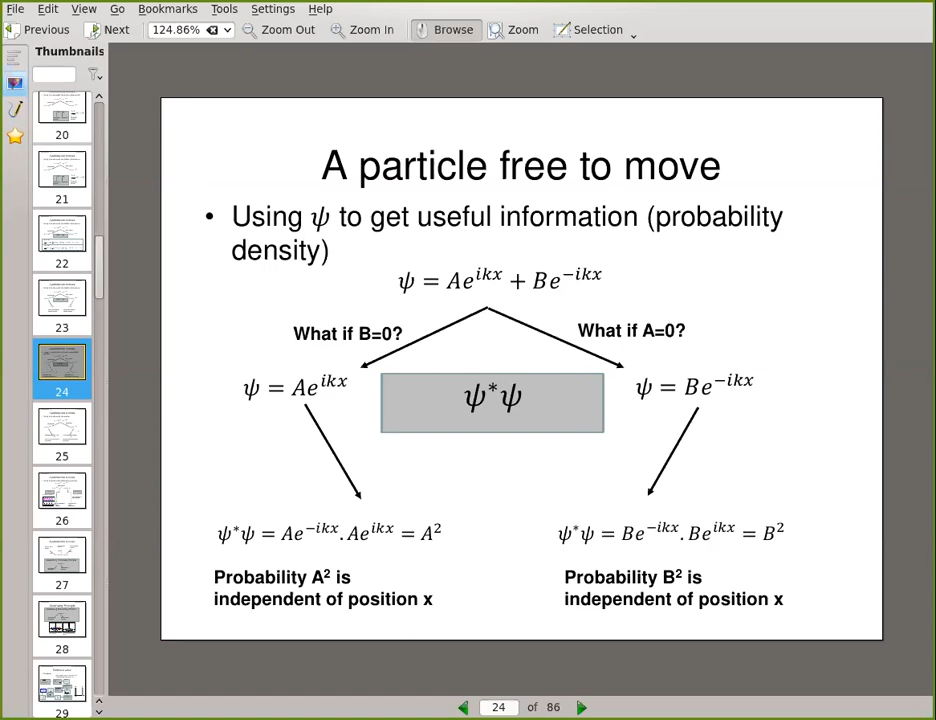 File Edit View Go Bookmarks Tools Settings Help
Previous Next 124.86% Zoom Out Zoom In Browse Zoom Selection
Thumbnails
20
21
22
23
24
25
26
27
28
29
A particle free to move
• Using ψ to get useful information (probability
density)
ψ = Ae^{ikx} + Be^{−ikx}
What if B=0?
What if A=0?
ψ = Ae^{ikx}
ψ*ψ
ψ = Be^{−ikx}
ψ*ψ = Ae^{−ikx}.Ae^{ikx} = A²
ψ*ψ = Be^{−ikx}.Be^{ikx} = B²
Probability A² is
independent of position x
Probability B² is
independent of position x
24 of 86